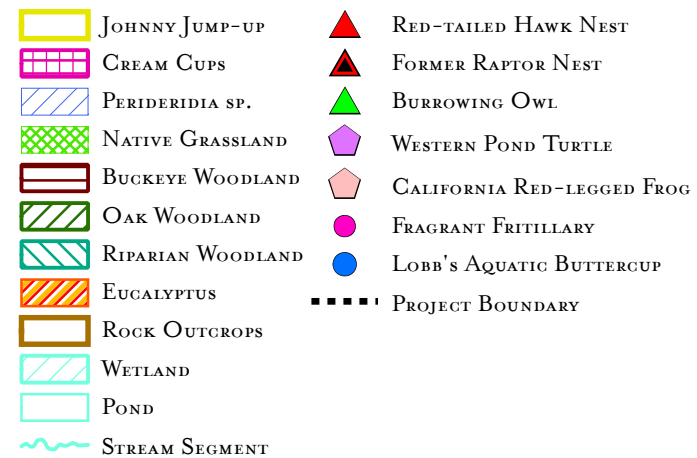 Johnny Jump-up
Cream Cups
Perideridia sp.
Native Grassland
Buckeye Woodland
Oak Woodland
Riparian Woodland
Eucalyptus
Rock Outcrops
Wetland
Pond
Stream Segment
Red-tailed Hawk Nest
Former Raptor Nest
Burrowing Owl
Western Pond Turtle
California Red-legged Frog
Fragrant Fritillary
Lobb's Aquatic Buttercup
Project Boundary